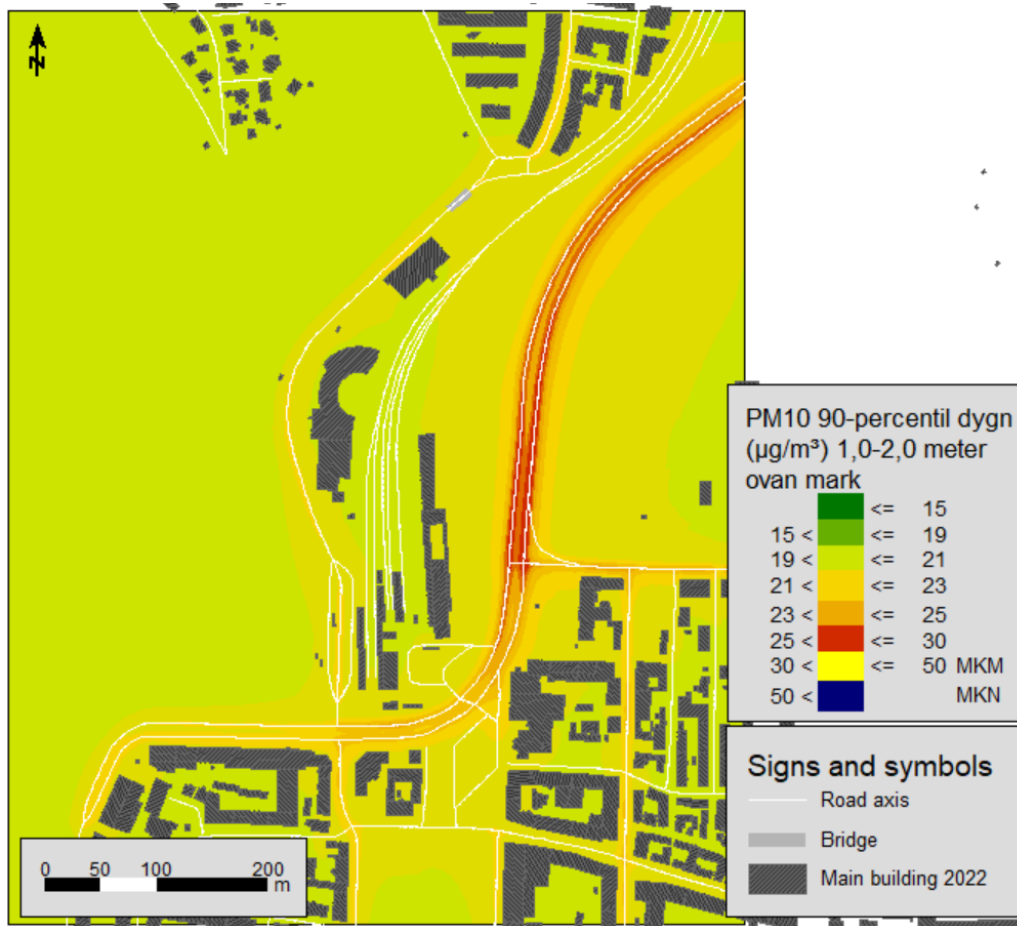 N
PM10 90-percentil dygn
(µg/m³) 1,0-2,0 meter
ovan mark
<= 15
15 < <= 19
19 < <= 21
21 < <= 23
23 < <= 25
25 < <= 30
30 < <= 50 MKM
50 < MKN
Signs and symbols
Road axis
Bridge
Main building 2022
0 50 100 200
m